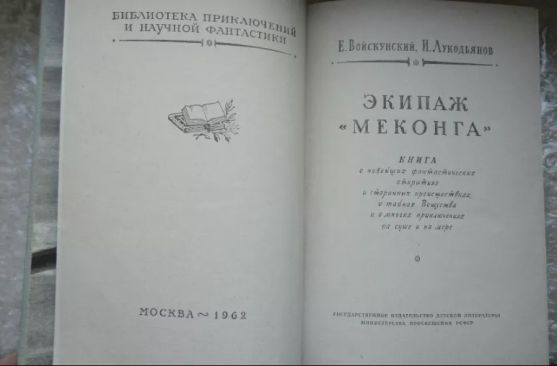 БИБЛИОТЕКА ПРИКЛЮЧЕНИЙ
И НАУЧНОЙ ФАНТАСТИКИ
МОСКВА ~ 1962
Е. ВОЙСКУНСКИЙ, И. ЛУКОДЬЯНОВ
ЭКИПАЖ
«МЕКОНГА»
КНИГА
о новейших фантастических
открытиях
и старинных происшествиях,
о тайнах Вещества
и о многих приключениях
на суше и на море
ГОСУДАРСТВЕННОЕ ИЗДАТЕЛЬСТВО ДЕТСКОЙ ЛИТЕРАТУРЫ
МИНИСТЕРСТВА ПРОСВЕЩЕНИЯ РСФСР